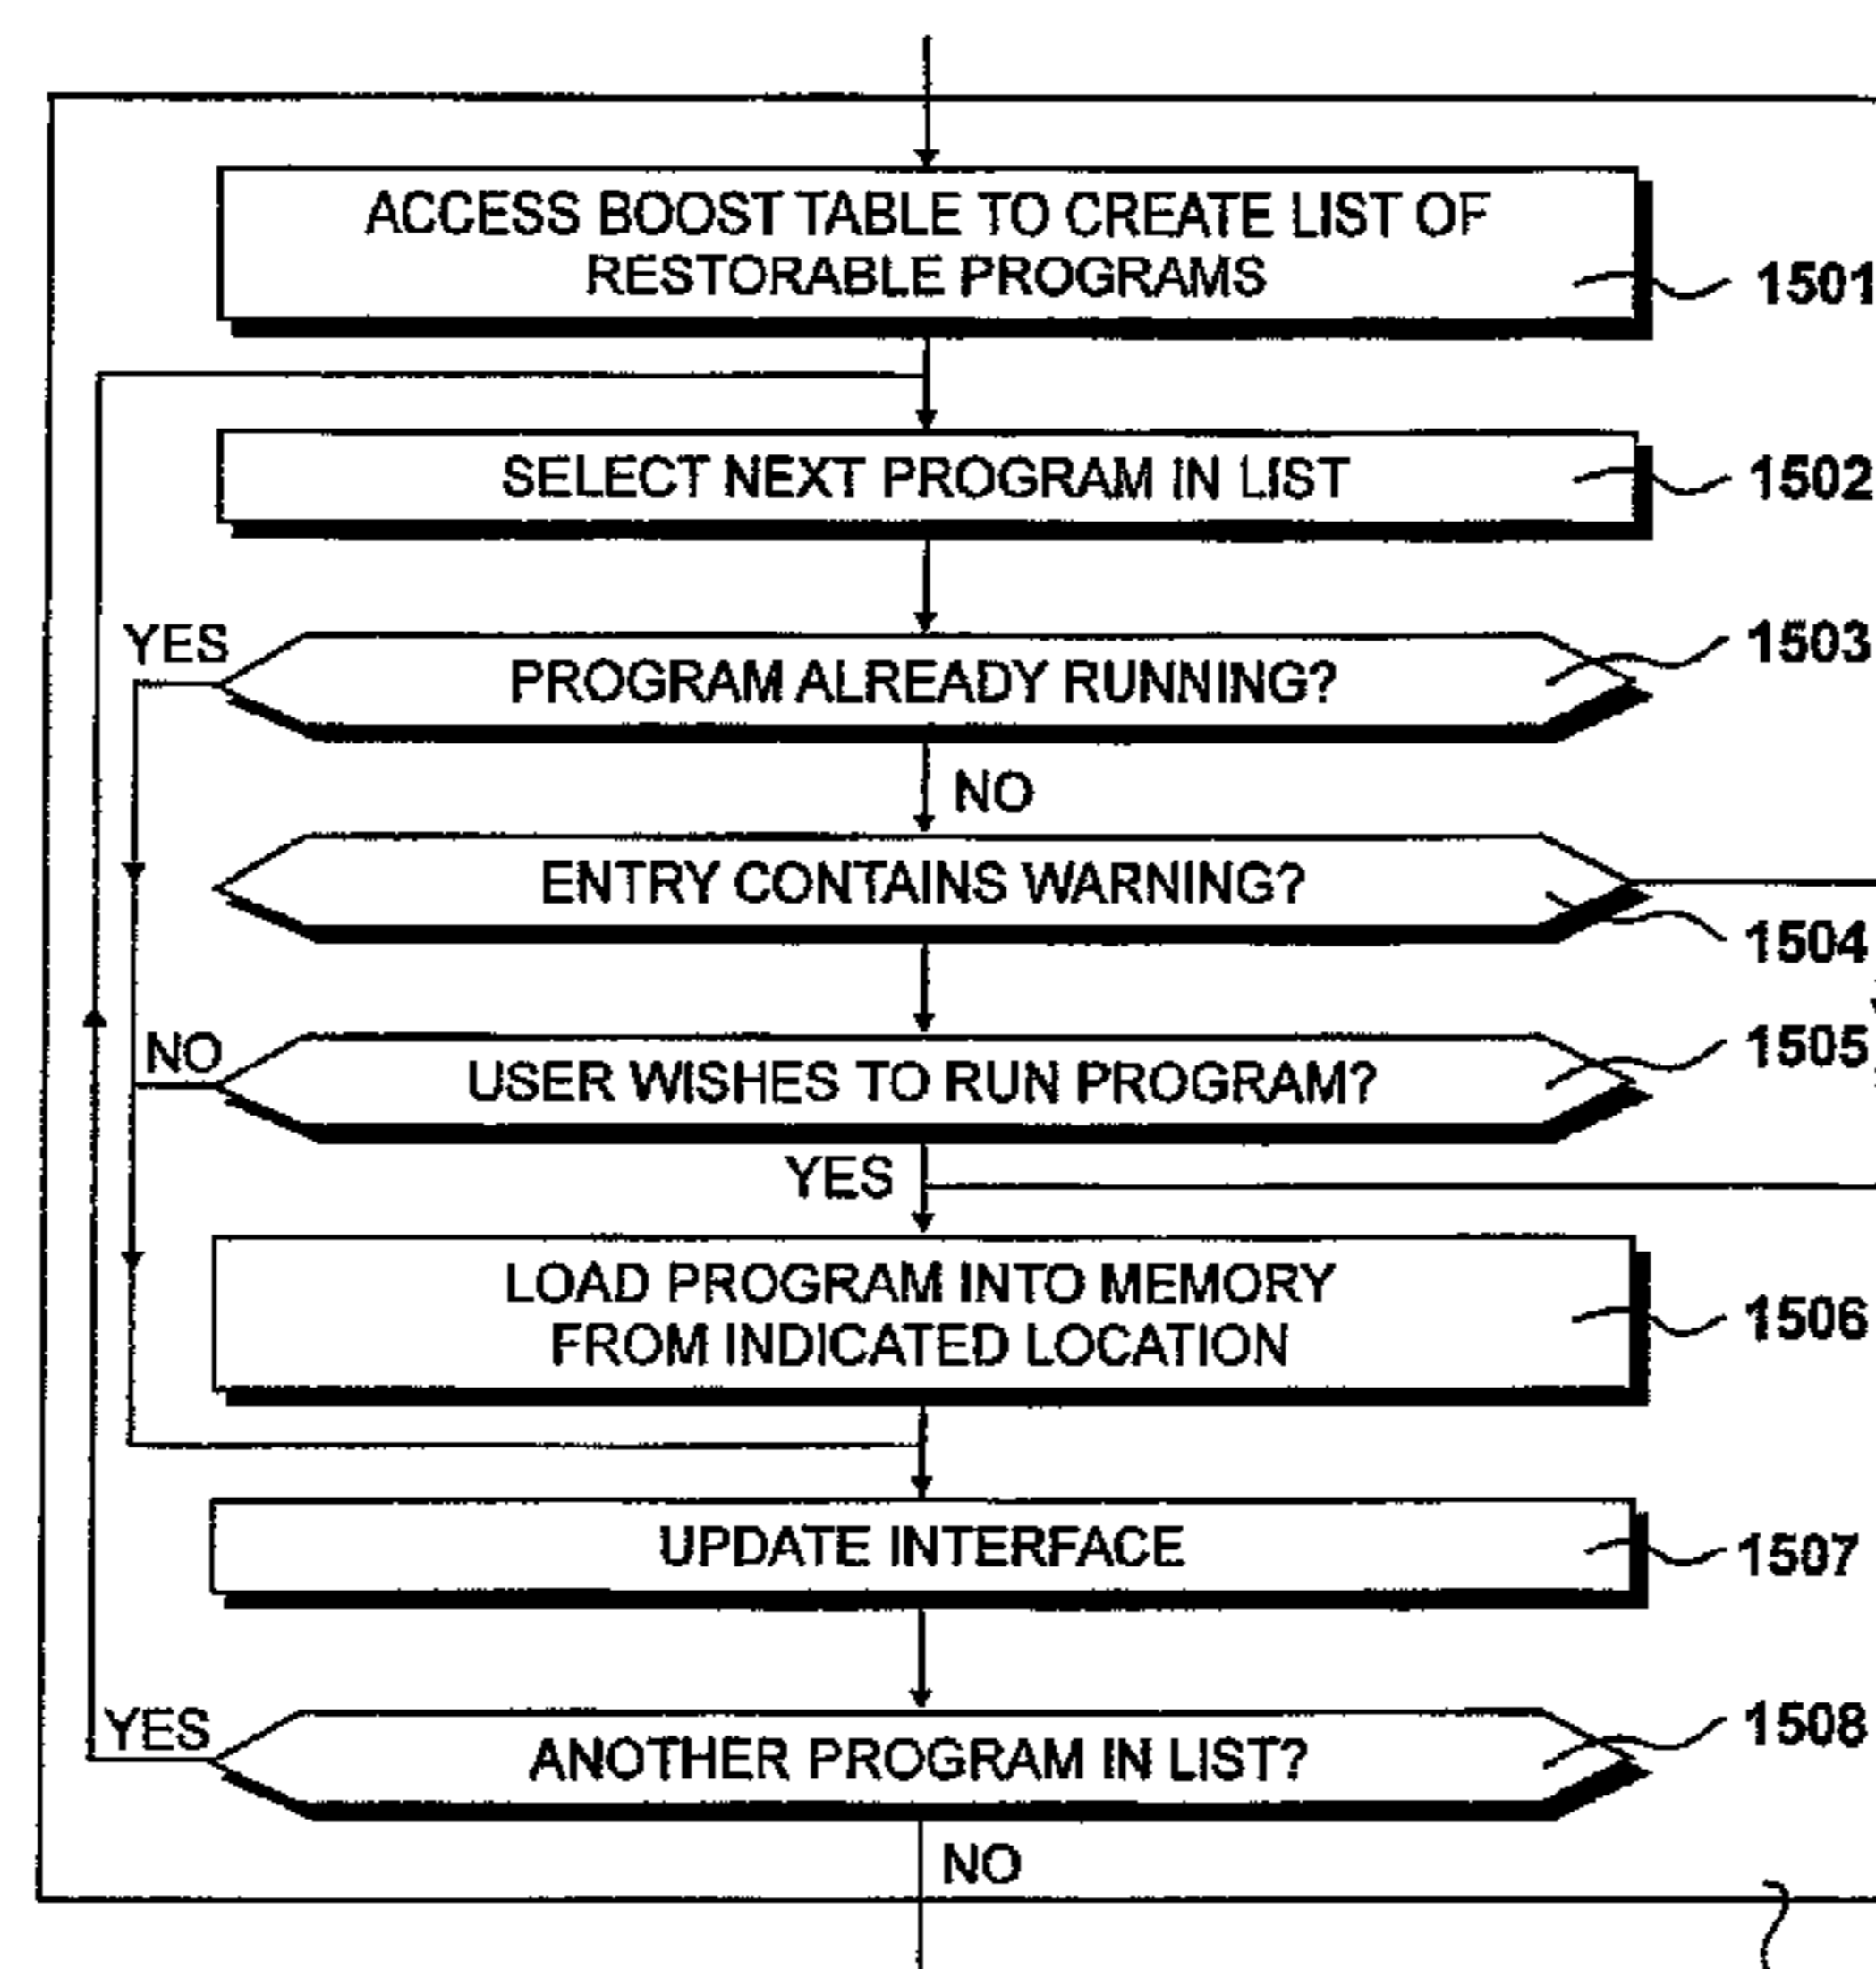 ACCESS BOOST TABLE TO CREATE LIST OF
RESTORABLE PROGRAMS
1501
SELECT NEXT PROGRAM IN LIST
1502
YES
PROGRAM ALREADY RUNNING?
1503
NO
ENTRY CONTAINS WARNING?
1504
NO
USER WISHES TO RUN PROGRAM?
1505
YES
LOAD PROGRAM INTO MEMORY
FROM INDICATED LOCATION
1506
UPDATE INTERFACE
1507
YES
ANOTHER PROGRAM IN LIST?
1508
NO